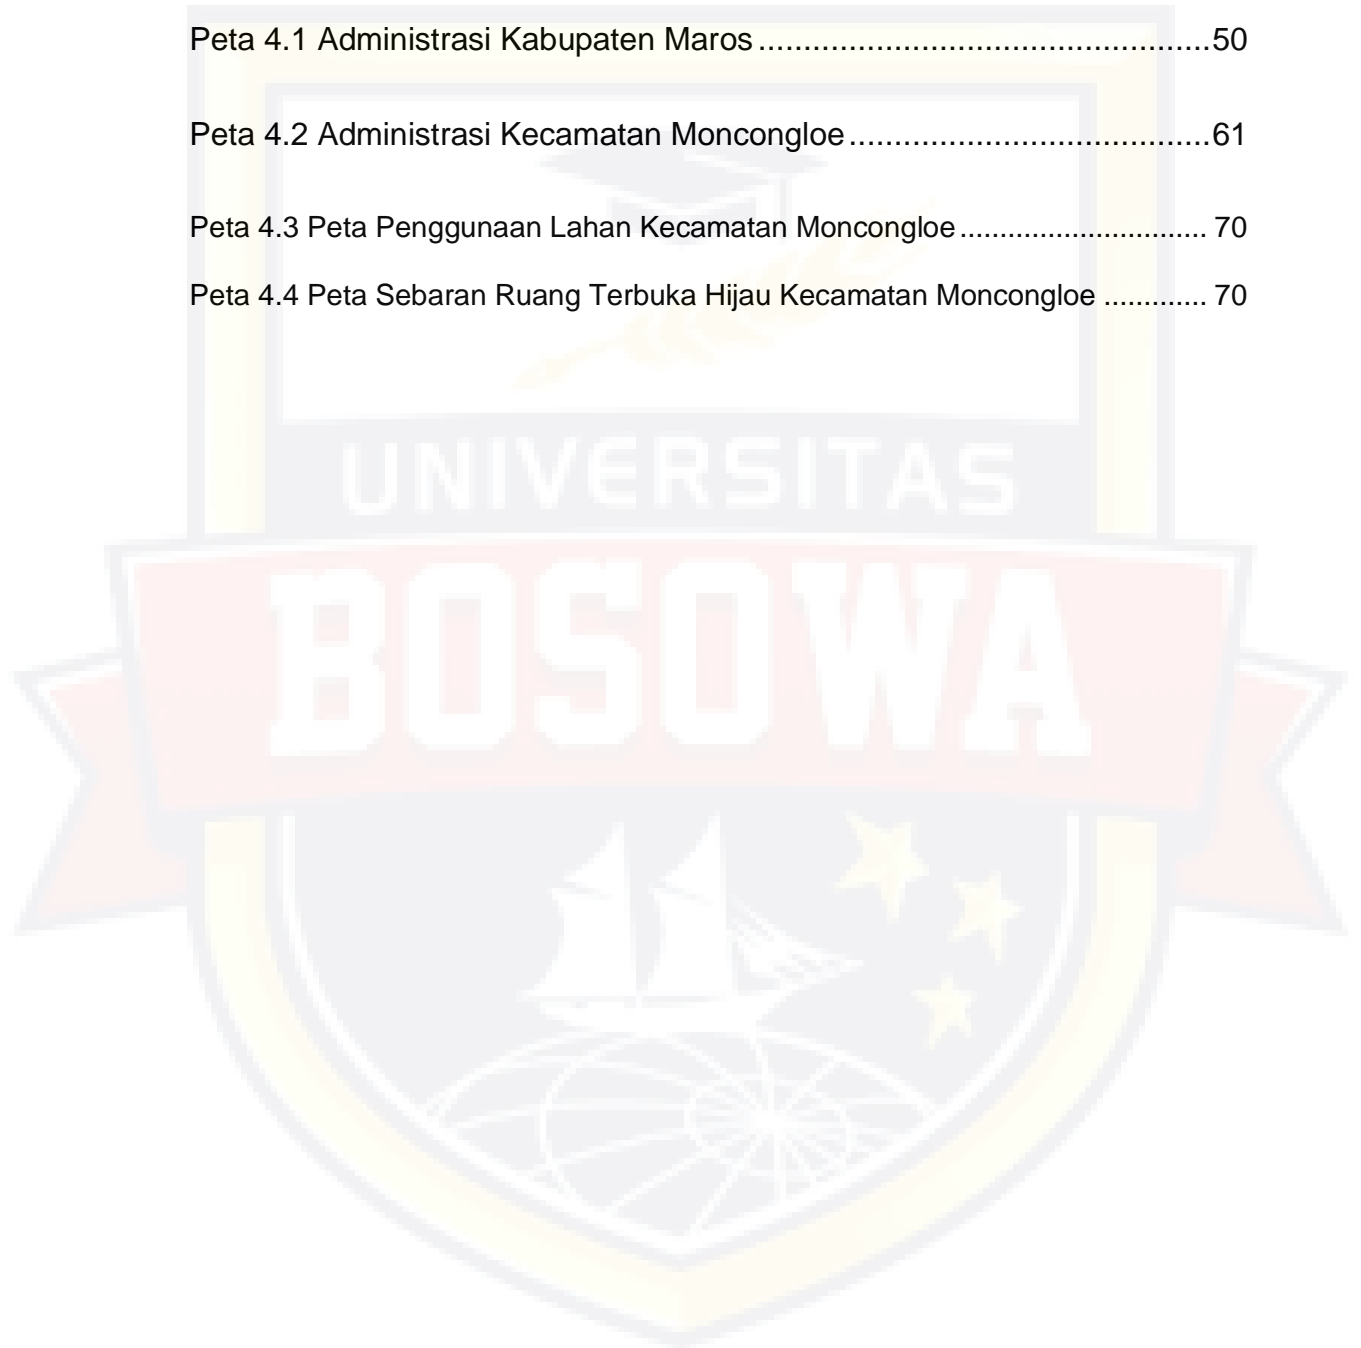 Peta 4.1 Administrasi Kabupaten Maros.................................................50
Peta 4.2 Administrasi Kecamatan Moncongloe.......................................61
Peta 4.3 Peta Penggunaan Lahan Kecamatan Moncongloe............................... 70
Peta 4.4 Peta Sebaran Ruang Terbuka Hijau Kecamatan Moncongloe ............. 70
UNIVERSITAS
BOSOWA